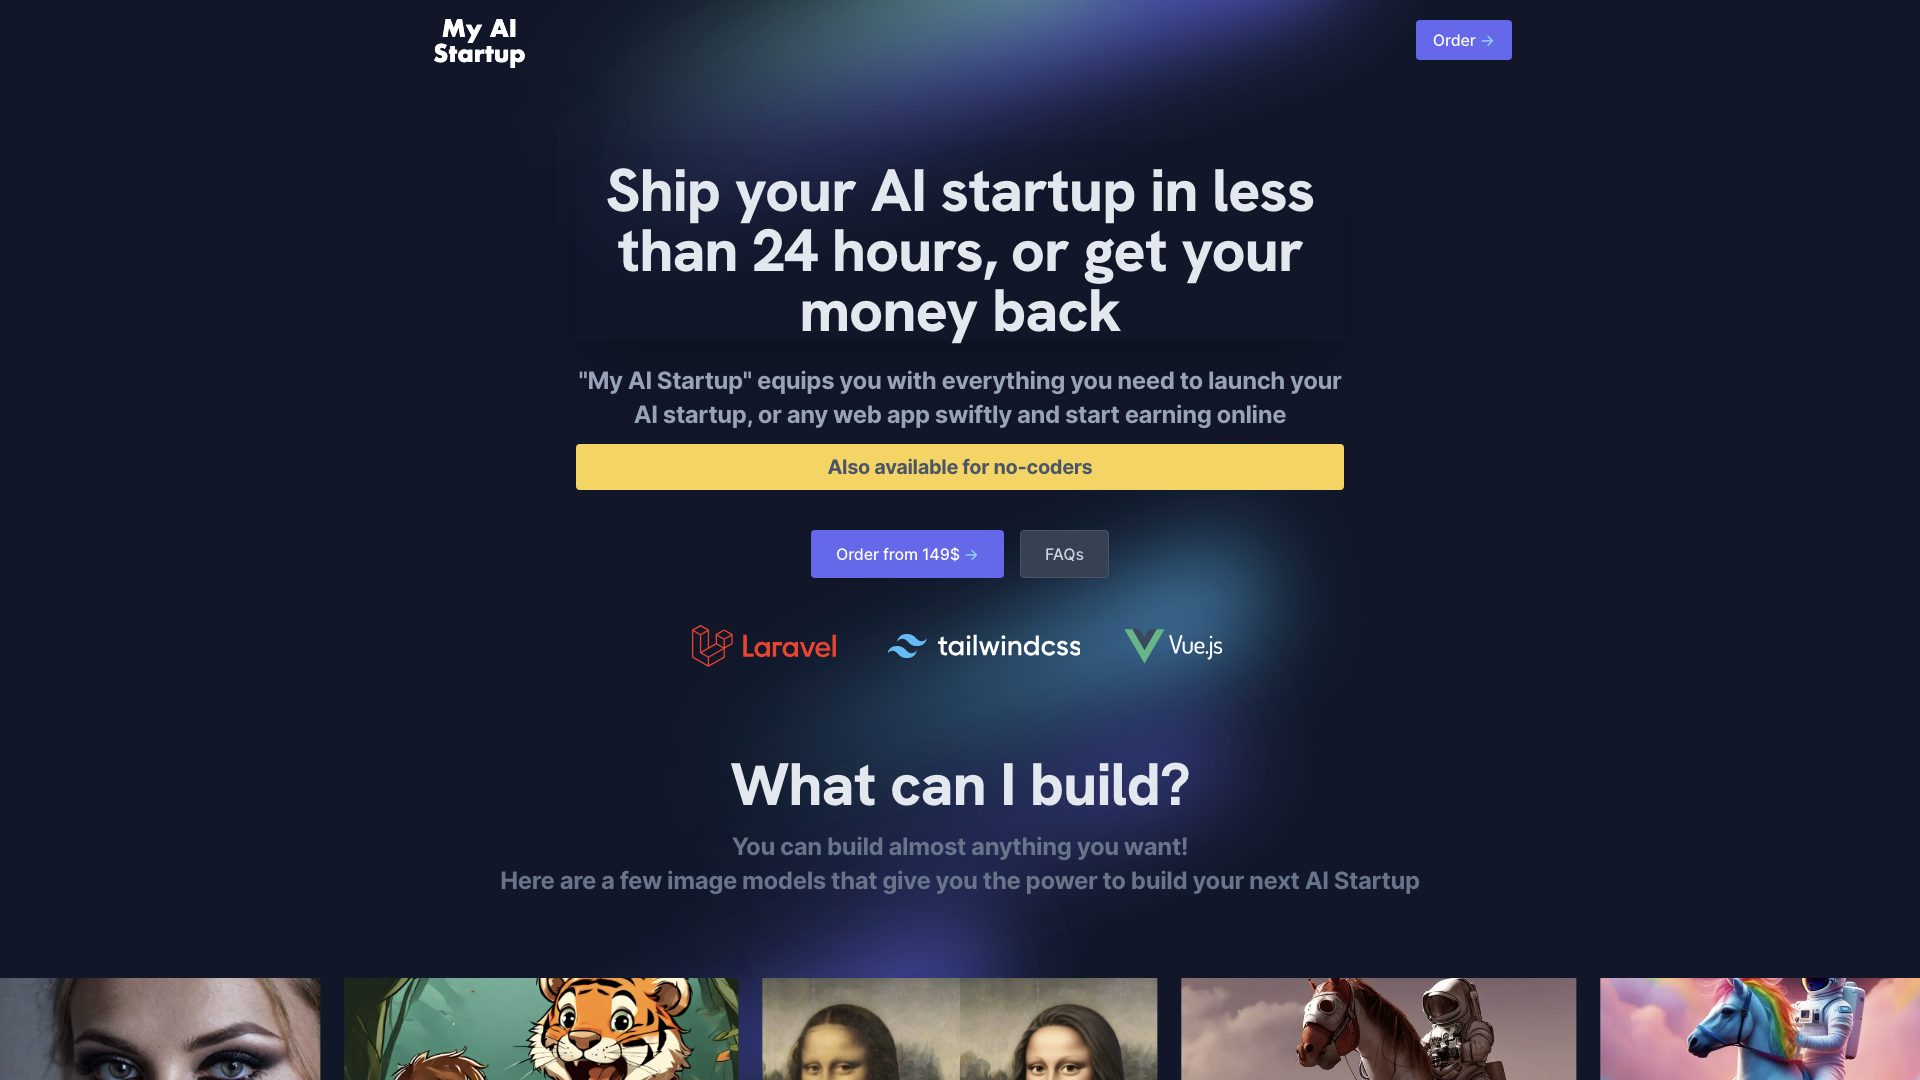 My AI
Startup
Order →
Ship your AI startup in less
than 24 hours, or get your
money back
"My AI Startup" equips you with everything you need to launch your
AI startup, or any web app swiftly and start earning online
Also available for no-coders
Order from 149$ →
FAQs
Laravel
tailwindcss
Vue.js
What can I build?
You can build almost anything you want!
Here are a few image models that give you the power to build your next AI Startup